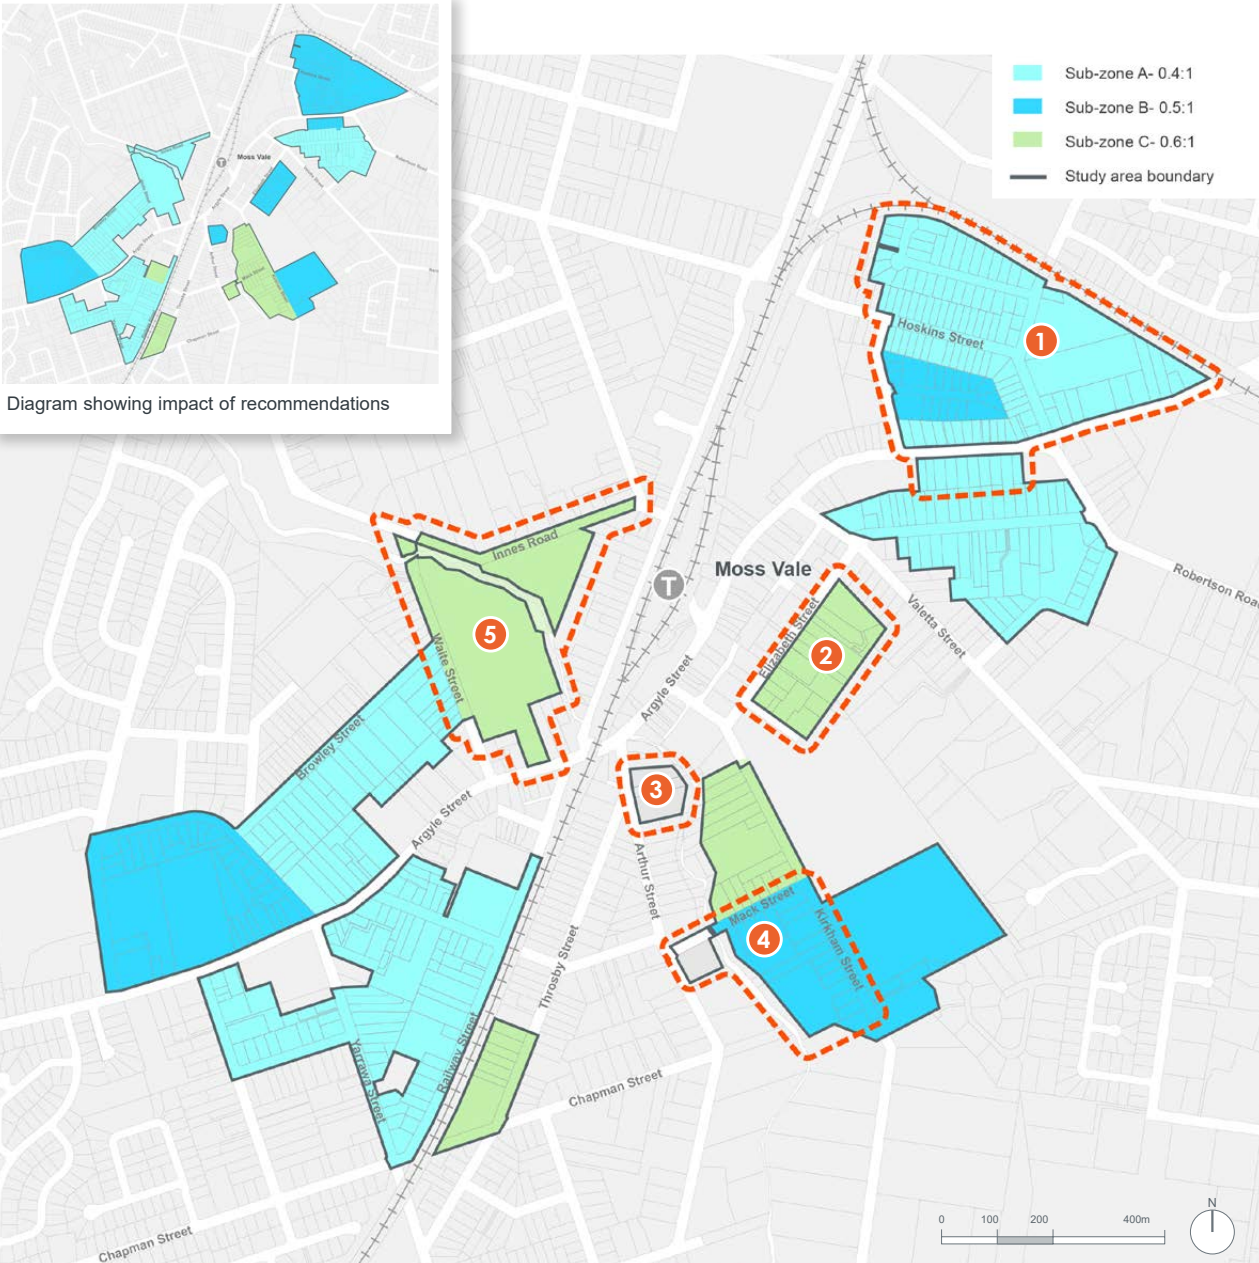 Moss Vale
T
Diagram showing impact of recommendations
Sub-zone A- 0.4:1
Sub-zone B- 0.5:1
Sub-zone C- 0.6:1
Study area boundary
Hoskins Street
1
Innes Road
Moss Vale
T
Robertson Road
Valetta Street
Elizabeth Street
2
5
Waite Street
Argyle Street
Browley Street
3
Argyle Street
Arthur Street
Mack Street
4
Kirkham Street
Throsby Street
Railway Street
Yarrawa Street
Chapman Street
Chapman Street
0 100 200 400m
N